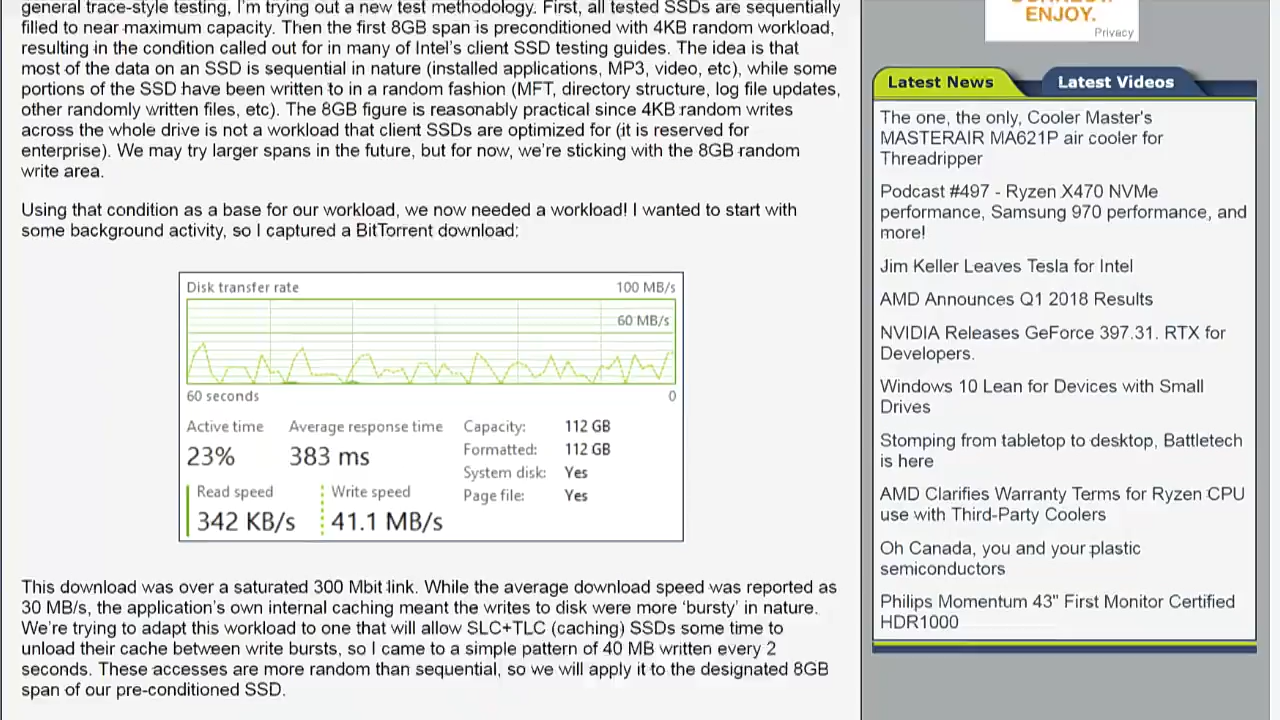 general trace-style testing, I'm trying out a new test methodology. First, all tested SSDs are sequentially
filled to near maximum capacity. Then the first 8GB span is preconditioned with 4KB random workload,
resulting in the condition called out for in many of Intel's client SSD testing guides. The idea is that
most of the data on an SSD is sequential in nature (installed applications, MP3, video, etc), while some
portions of the SSD have been written to in a random fashion (MFT, directory structure, log file updates,
other randomly written files, etc). The 8GB figure is reasonably practical since 4KB random writes
across the whole drive is not a workload that client SSDs are optimized for (it is reserved for
enterprise). We may try larger spans in the future, but for now, we're sticking with the 8GB random
write area.
Using that condition as a base for our workload, we now needed a workload! I wanted to start with
some background activity, so I captured a BitTorrent download:
Disk transfer rate 100 MB/s
60 MB/s
60 seconds 0
Active time Average response time
23% 383 ms
Read speed Write speed
342 KB/s 41.1 MB/s
Capacity: 112 GB
Formatted: 112 GB
System disk: Yes
Page file: Yes
This download was over a saturated 300 Mbit link. While the average download speed was reported as
30 MB/s, the application's own internal caching meant the writes to disk were more 'bursty' in nature.
We're trying to adapt this workload to one that will allow SLC+TLC (caching) SSDs some time to
unload their cache between write bursts, so I came to a simple pattern of 40 MB written every 2
seconds. These accesses are more random than sequential, so we will apply it to the designated 8GB
span of our pre-conditioned SSD.
ENJOY.
Privacy
Latest News Latest Videos
The one, the only, Cooler Master's
MASTERAIR MA621P air cooler for
Threadripper
Podcast #497 - Ryzen X470 NVMe
performance, Samsung 970 performance, and
more!
Jim Keller Leaves Tesla for Intel
AMD Announces Q1 2018 Results
NVIDIA Releases GeForce 397.31. RTX for
Developers.
Windows 10 Lean for Devices with Small
Drives
Stomping from tabletop to desktop, Battletech
is here
AMD Clarifies Warranty Terms for Ryzen CPU
use with Third-Party Coolers
Oh Canada, you and your plastic
semiconductors
Philips Momentum 43" First Monitor Certified
HDR1000